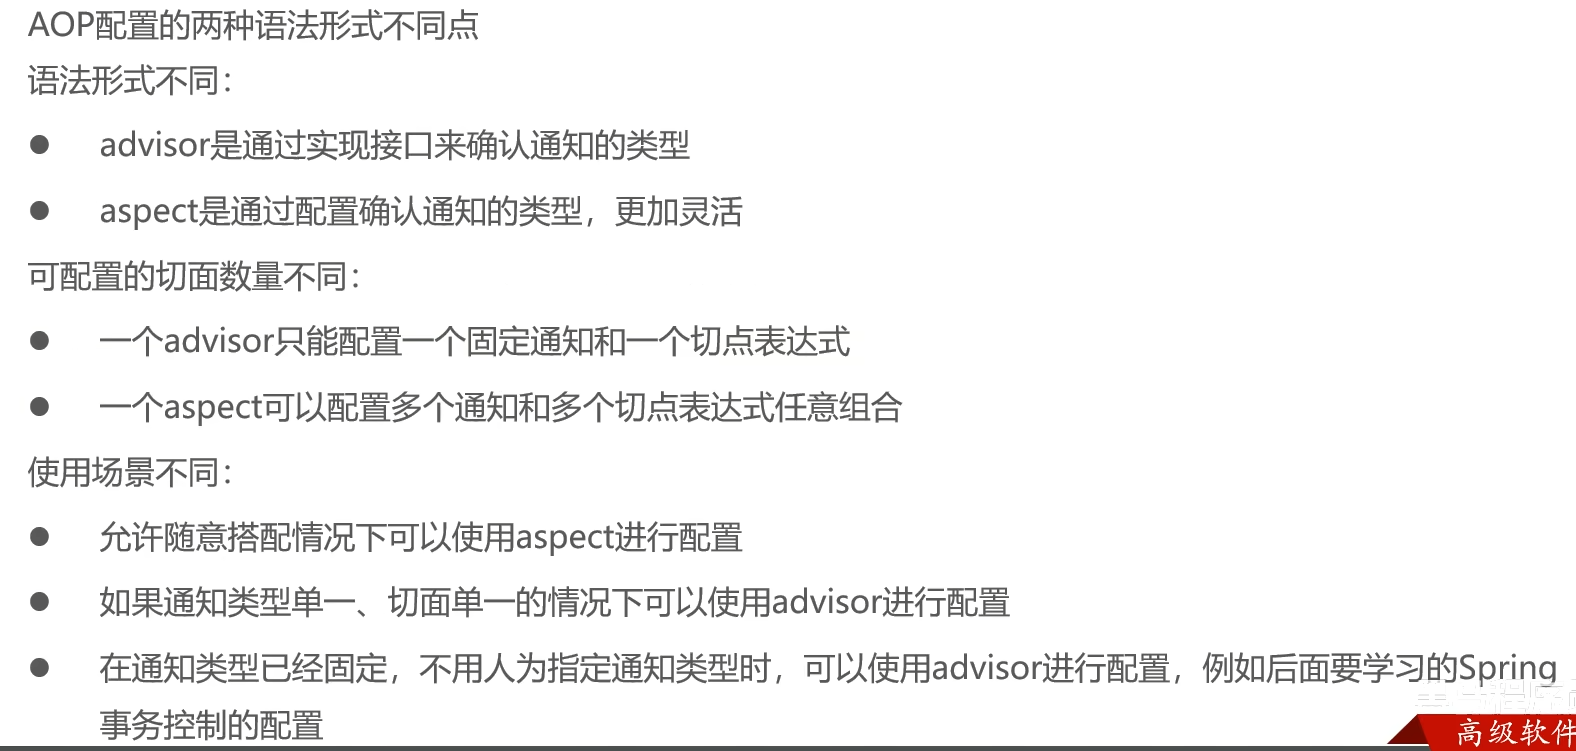 AOP配置的两种语法形式不同点
语法形式不同：
● advisor是通过实现接口来确认通知的类型
● aspect是通过配置确认通知的类型，更加灵活
可配置的切面数量不同：
● 一个advisor只能配置一个固定通知和一个切点表达式
● 一个aspect可以配置多个通知和多个切点表达式任意组合
使用场景不同：
● 允许随意搭配情况下可以使用aspect进行配置
● 如果通知类型单一、切面单一的情况下可以使用advisor进行配置
● 在通知类型已经固定，不用人为指定通知类型时，可以使用advisor进行配置，例如后面要学习的Spring
事务控制的配置
高级软件